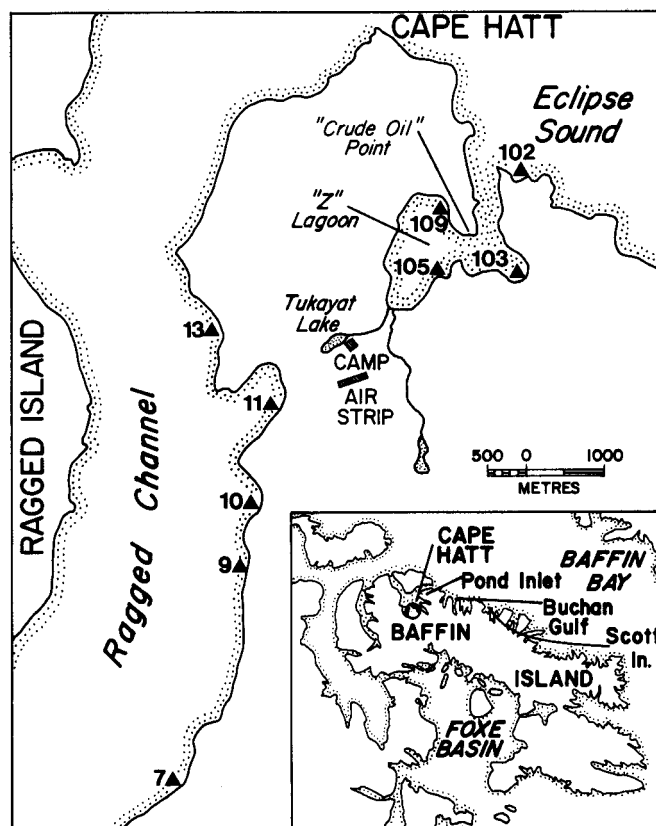 CAPE HATT
Eclipse
Sound
"Crude Oil"
Point
102
"Z"
Lagoon
109
105
103
Tukayat
Lake
13
CAMP
AIR
STRIP
11
RAGGED ISLAND
Ragged Channel
10
9
7
500 0 1000
METRES
CAPE
HATT
BAFFIN
BAY
Pond Inlet
Buchan
Gulf
BAFFIN
Scott
In.
ISLAND
FOXE
BASIN